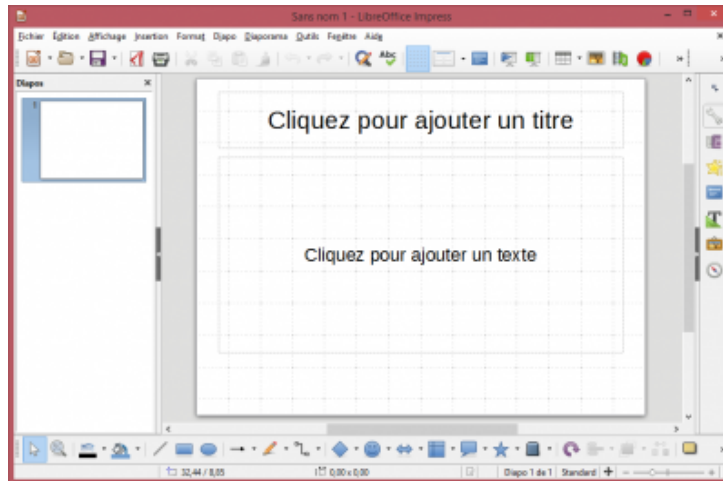 Sans nom 1 - LibreOffice Impress
Fichier Édition Affichage Insertion Format Diapo Diaporama Outils Fenêtre Aide
Abc
Diapos
1
Cliquez pour ajouter un titre
Cliquez pour ajouter un texte
32,44 / 8,85 0,00 x 0,00 Diapo 1 de 1 Standard